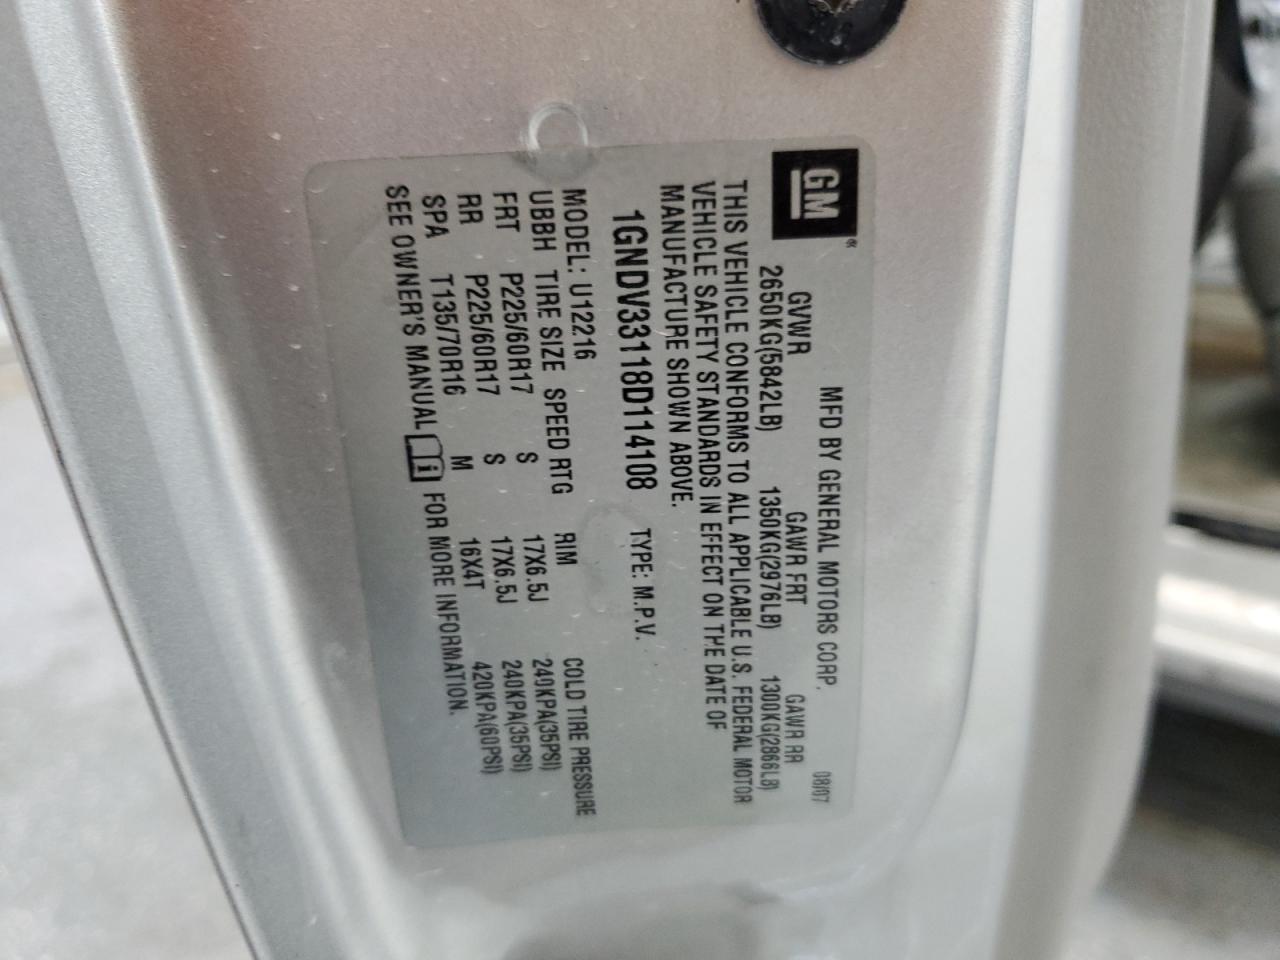 GM ®
MFD BY GENERAL MOTORS CORP. 08/07
GVWR GAWR FRT GAWR RR
2650KG(5842LB) 1350KG(2976LB) 1300KG(2866LB)
THIS VEHICLE CONFORMS TO ALL APPLICABLE U.S. FEDERAL MOTOR
VEHICLE SAFETY STANDARDS IN EFFECT ON THE DATE OF
MANUFACTURE SHOWN ABOVE.
1GNDV33118D114108 TYPE: M.P.V.
MODEL: U12216
UBBH TIRE SIZE SPEED RTG RIM COLD TIRE PRESSURE
FRT P225/60R17 S 17X6.5J 240KPA(35PSI)
RR P225/60R17 S 17X6.5J 240KPA(35PSI)
SPA T135/70R16 M 16X4T 420KPA(60PSI)
SEE OWNER'S MANUAL i FOR MORE INFORMATION.